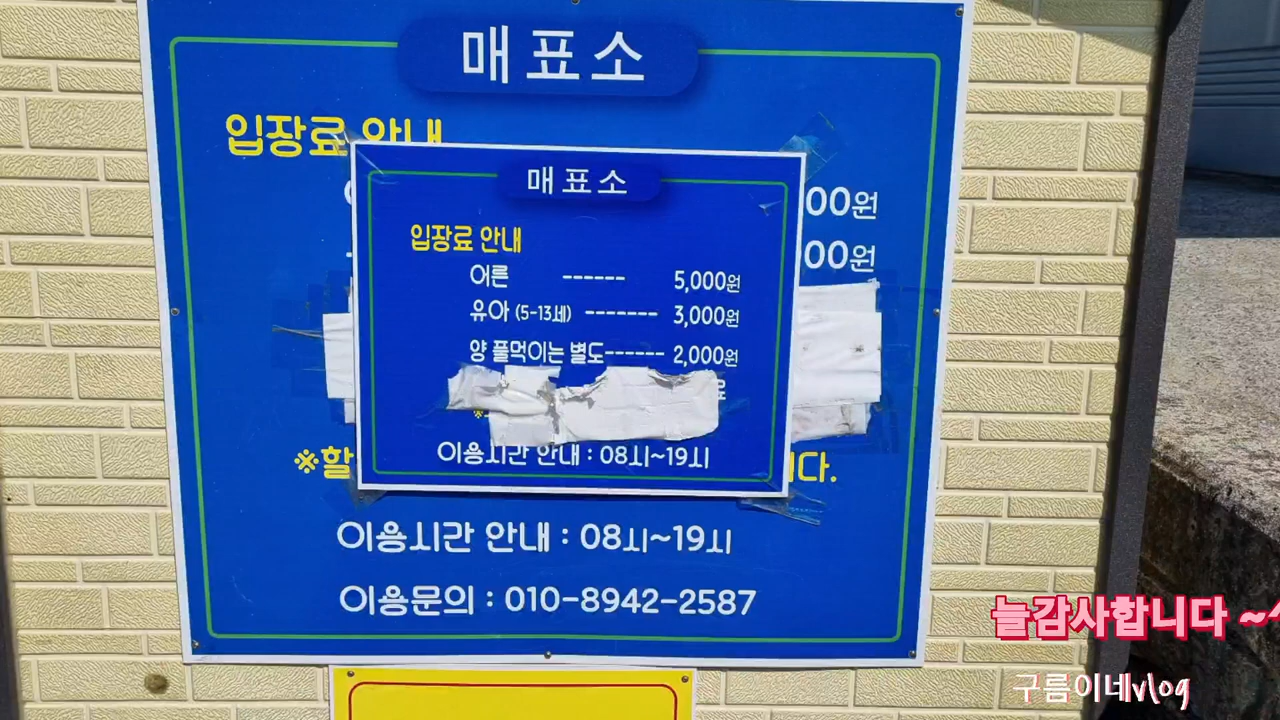 매표소
입장료 안내
00원
00원
매표소
입장료 안내
어른 ------ 5,000원
유아 (5-13세) ------- 3,000원
양 풀먹이는 별도------ 2,000원
이용시간 안내 : 08시~19시
※할
다.
이용시간 안내 : 08시~19시
이용문의 : 010-8942-2587
늘감사합니다 ~^
구름이네vlog